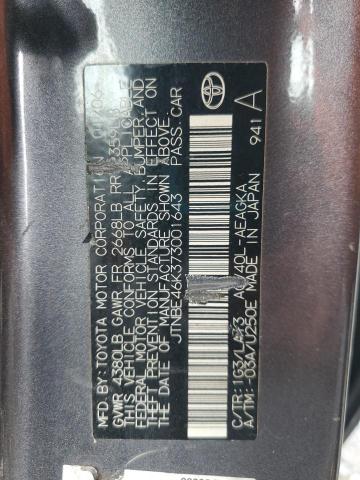 MFD BY: TOYOTA MOTOR CORPORATION
GVWR 4380LB GAWR FR 2668LB RR
THIS VEHICLE CONFORMS TO ALL APPLICABLE
FEDERAL MOTOR VEHICLE SAFETY, BUMPER, AND
THEFT PREVENTION STANDARDS IN EFFECT ON
THE DATE OF MANUFACTURE SHOWN ABOVE.
JTNBE46K373001643 PASS.CAR
C/TR: 1G3/LA43 ACV40L-AEAGKA
A/TM: -03A/U250E MADE IN JAPAN
941 A